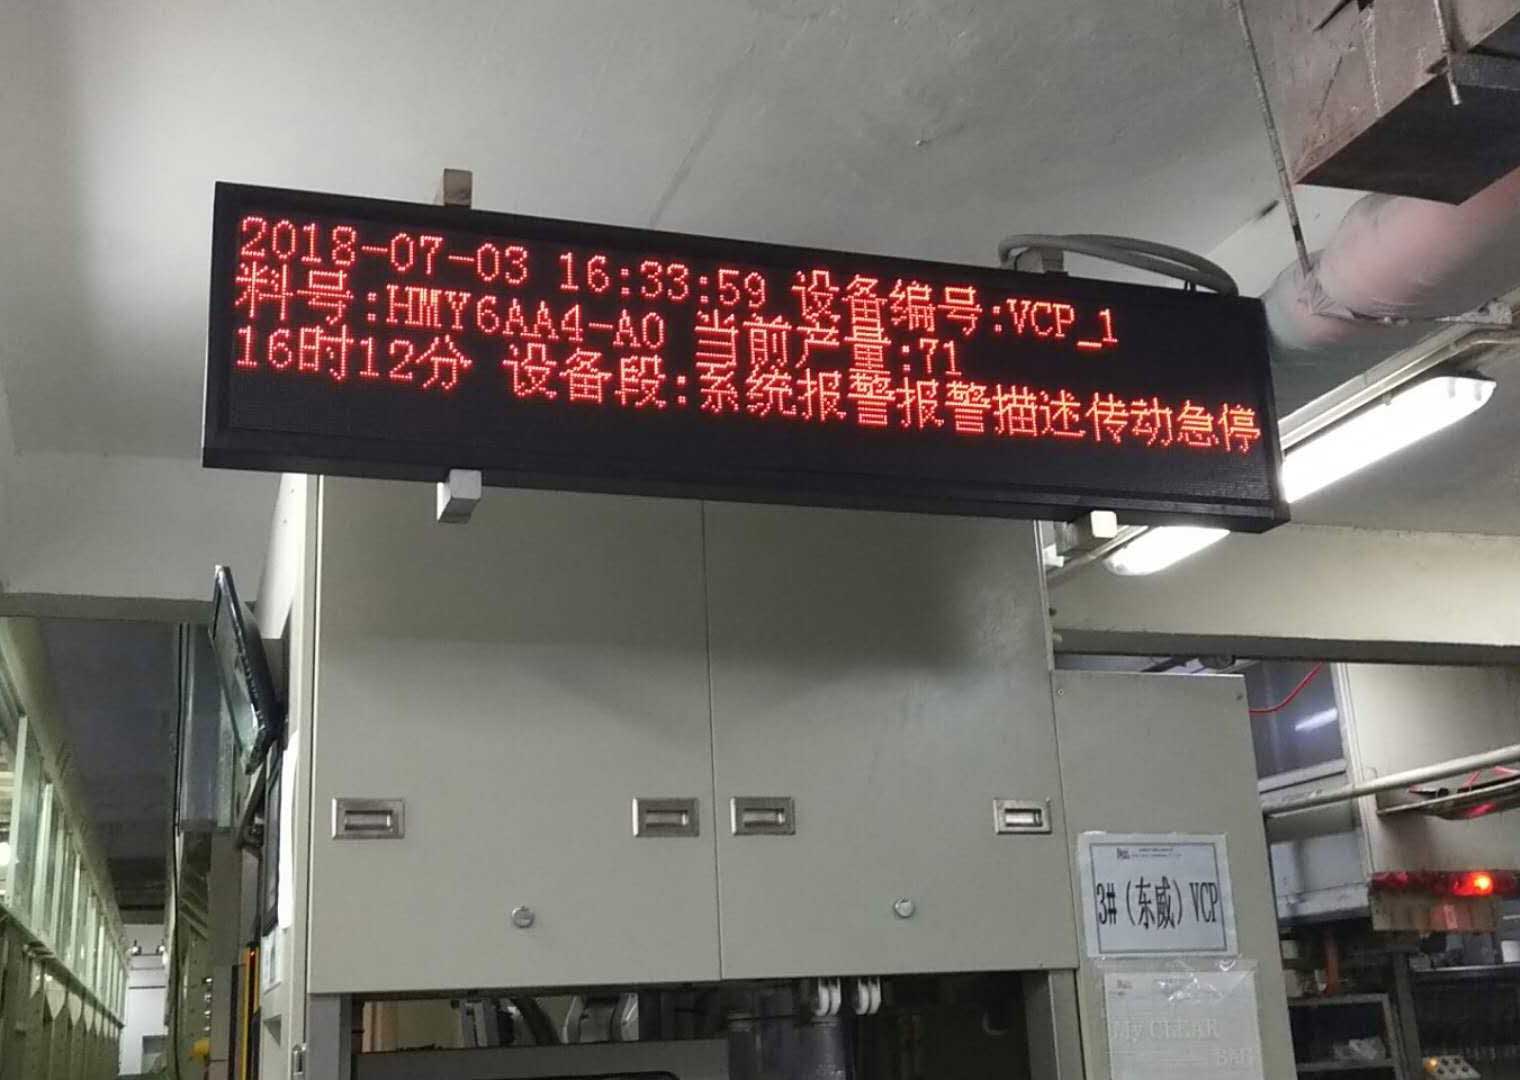 2018-07-03 16:33:59 设备编号:VCP_1
料号:HMY6AA4-A0 当前产量:71
16时12分 设备段:系统报警报警描述传动急停
3#（东威）VCP
My CLEAR